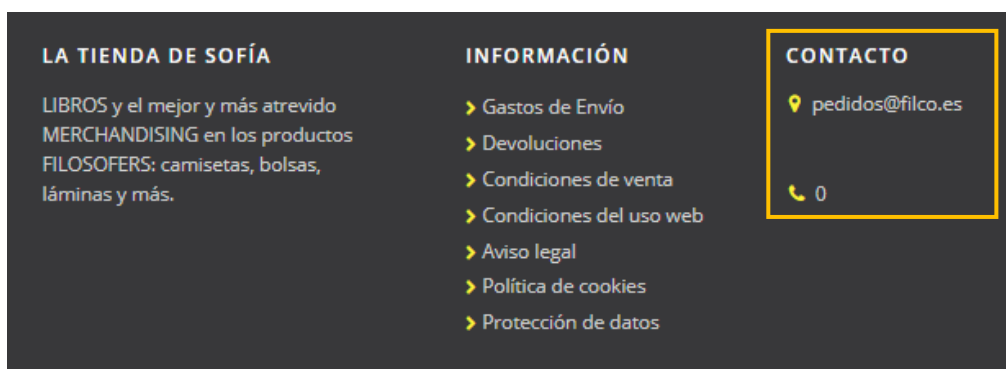 LA TIENDA DE SOFÍA
LIBROS y el mejor y más atrevido
MERCHANDISING en los productos
FILOSOFERS: camisetas, bolsas,
láminas y más.
INFORMACIÓN
Gastos de Envío
Devoluciones
Condiciones de venta
Condiciones del uso web
Aviso legal
Política de cookies
Protección de datos
CONTACTO
pedidos@filco.es
0